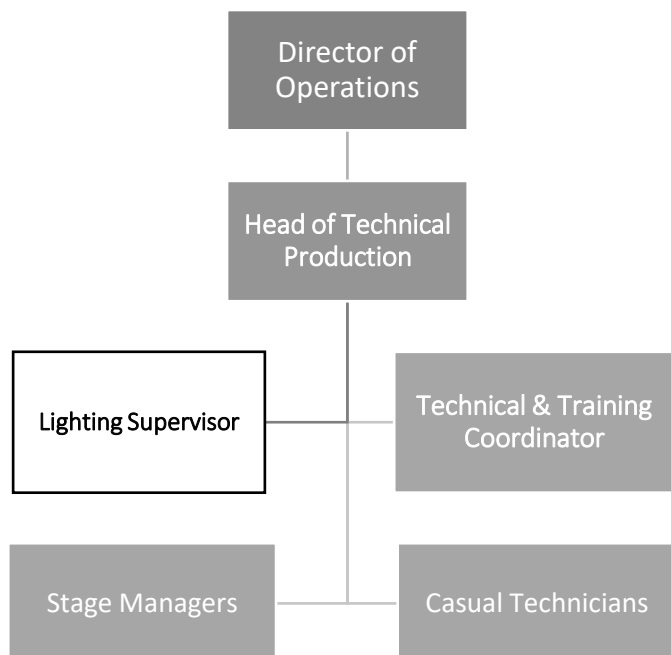 Director of
Operations
Head of Technical
Production
Lighting Supervisor
Technical & Training
Coordinator
Stage Managers
Casual Technicians